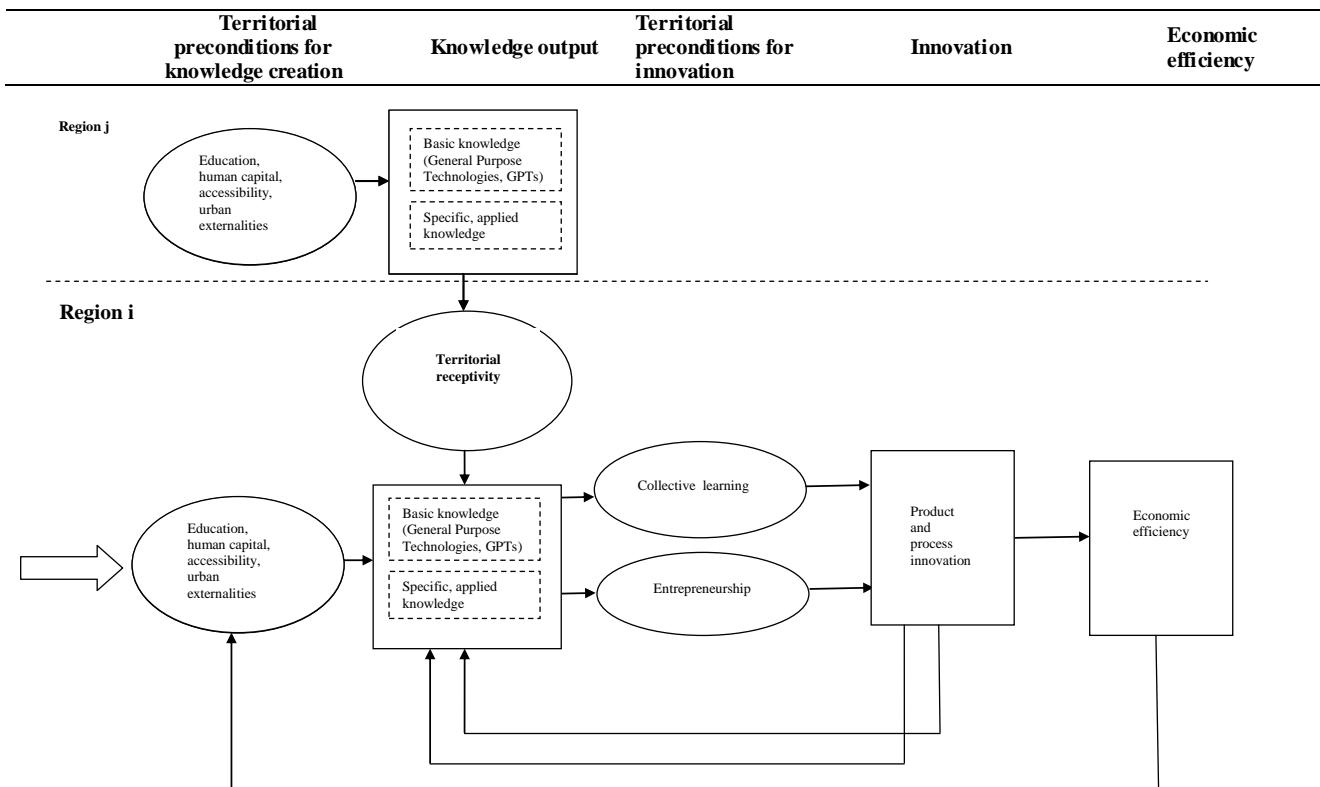 Territorial
preconditions for
knowledge creation
Knowledge output
Territorial
preconditions for
innovation
Innovation
Economic
efficiency
Region j
Education,
human capital,
accessibility,
urban
externalities
Basic knowledge
(General Purpose
Technologies, GPTs)
Specific, applied
knowledge
Region i
Territorial
receptivity
Education,
human capital,
accessibility,
urban
externalities
Basic knowledge
(General Purpose
Technologies, GPTs)
Specific, applied
knowledge
Collective learning
Entrepreneurship
Product
and
process
innovation
Economic
efficiency